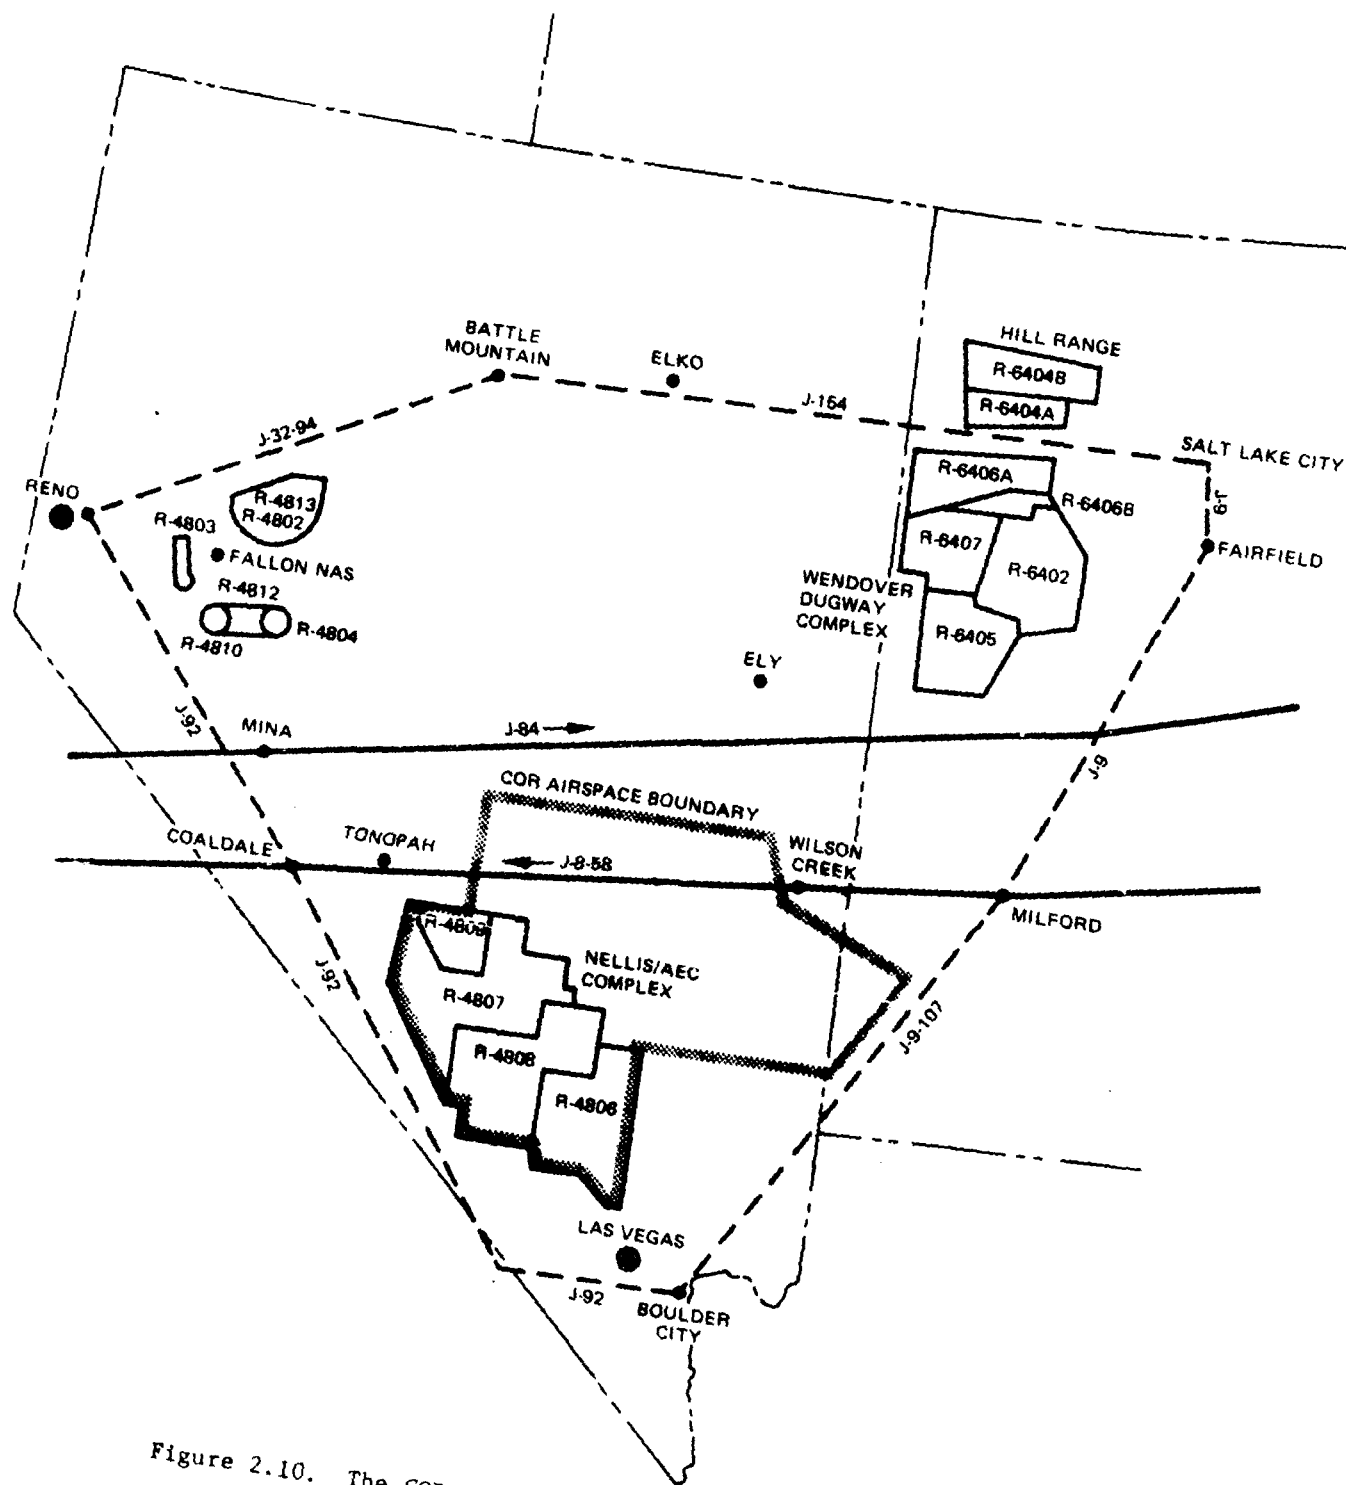 BATTLE
MOUNTAIN
ELKO
HILL RANGE
R-6404B
R-6404A
J-154
J-32-94
SALT LAKE CITY
R-6406A
R-6406B
J-9
RENO
R-4813
R-4802
R-4803
FALLON NAS
R-4812
R-4804
R-4810
R-6407
R-6402
FAIRFIELD
WENDOVER
DUGWAY
COMPLEX
R-6405
ELY
J-92
MINA
J-84
J-9
COR AIRSPACE BOUNDARY
COALDALE
TONOPAH
J-8-58
WILSON
CREEK
MILFORD
NELLIS/AEC
COMPLEX
R-4807
J-92
J-9-107
R-4808
R-4806
LAS VEGAS
J-92
BOULDER
CITY
Figure 2.10. The